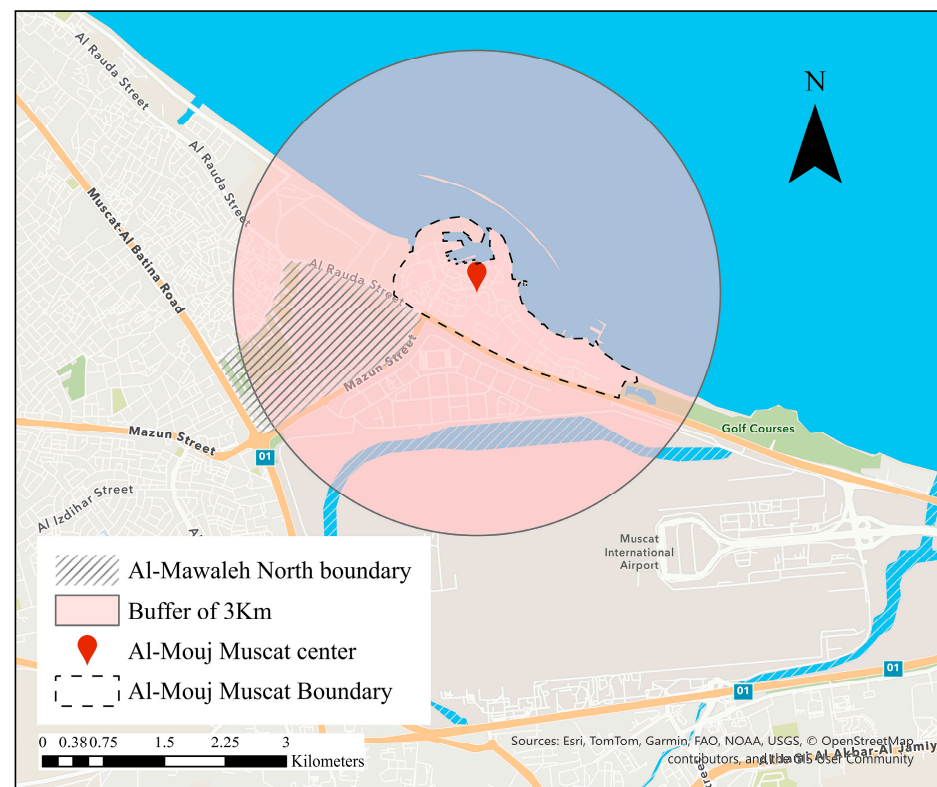 Al Rauda Street
Al Rauda Street
N
Muscat-Al Batina Road
Al Rauda Street
Mazun Street
Golf Courses
Mazun Street
01
Al Izdihar Street
Muscat
International
Airport
Al-Mawaleh North boundary
Buffer of 3Km
Al-Mouj Muscat center
Al-Mouj Muscat Boundary
01
01
0 0.38 0.75 1.5 2.25 3
Kilometers
Sources: Esri, TomTom, Garmin, FAO, NOAA, USGS, © OpenStreetMap
contributors, and the GIS User Community
Al Akhbar-Al Jamiy